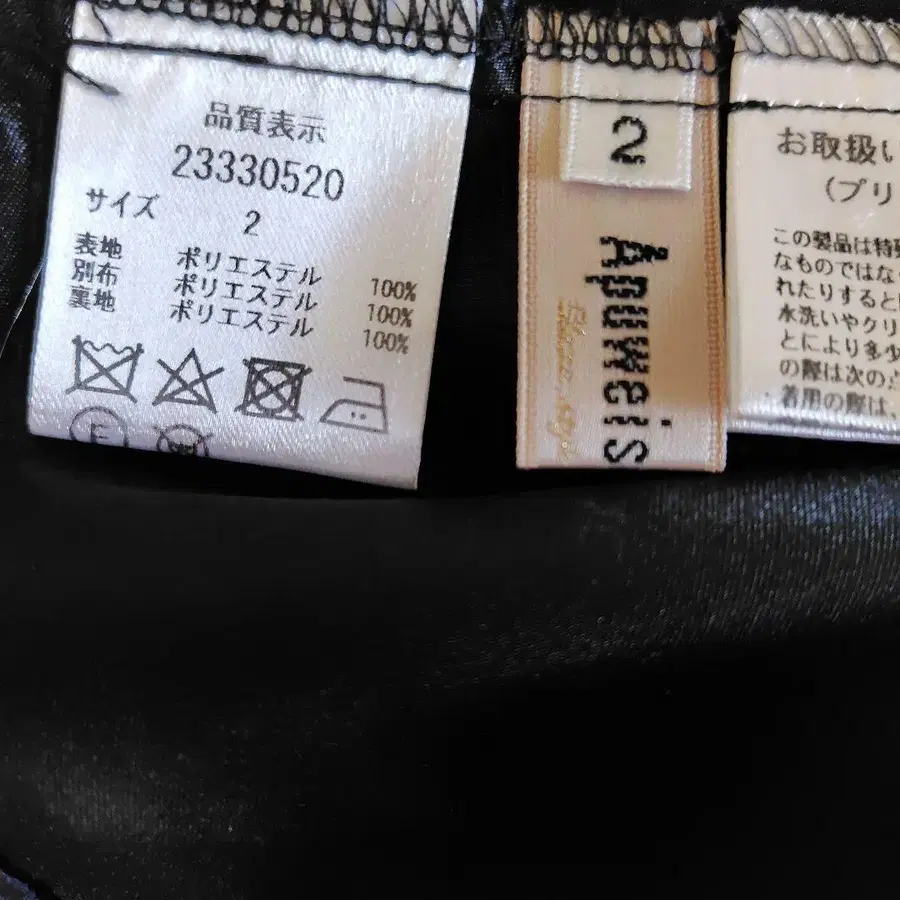 品質表示
23330520
サイズ 2
表地 ポリエステル 100%
別布 ポリエステル 100%
裏地 ポリエステル 100%
F
2
Apuweis
お取扱い
(プリ
この製品は特殊
なものではな
れたりすると
水洗いやクリ
とにより多少
の際は次の点
着用の際は、